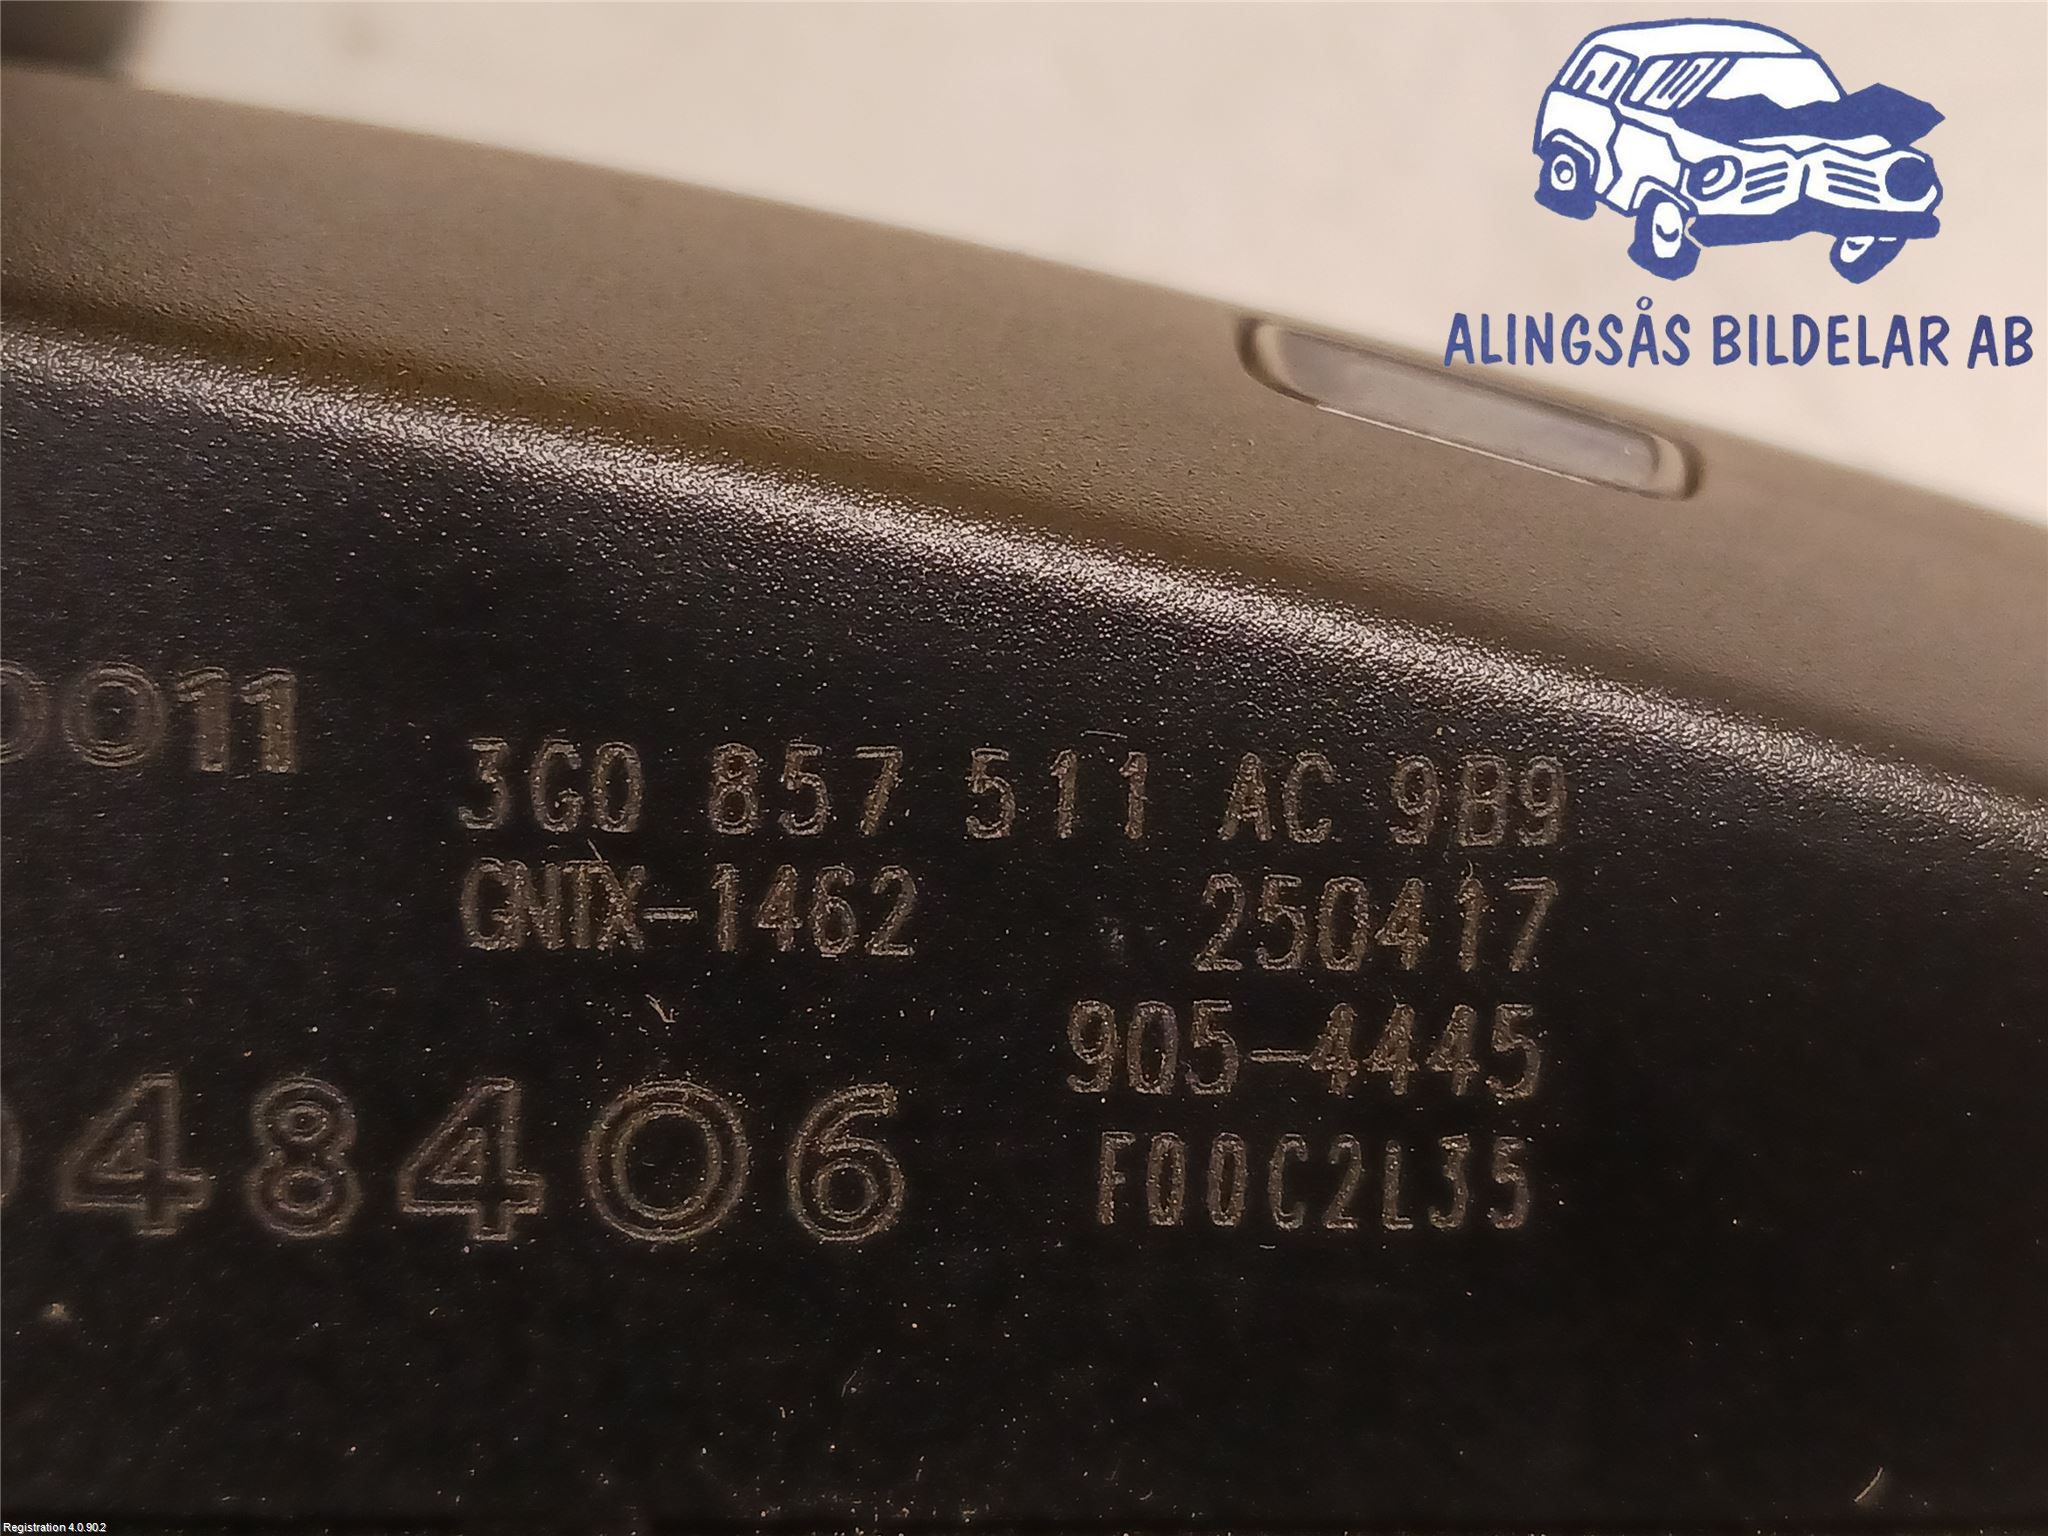 ALINGSÅS BILDELAR AB
0011
3G0 857 511 AC 9B9
GNTX-1462 250417
905-4445
48406
F00C2L35
Registration 4.0.90.2